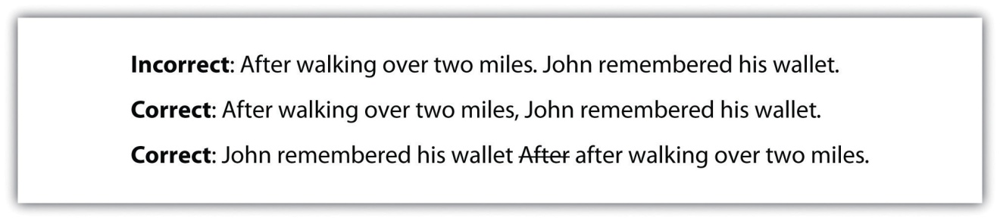 Incorrect: After walking over two miles. John remembered his wallet.
Correct: After walking over two miles, John remembered his wallet.
Correct: John remembered his wallet After after walking over two miles.